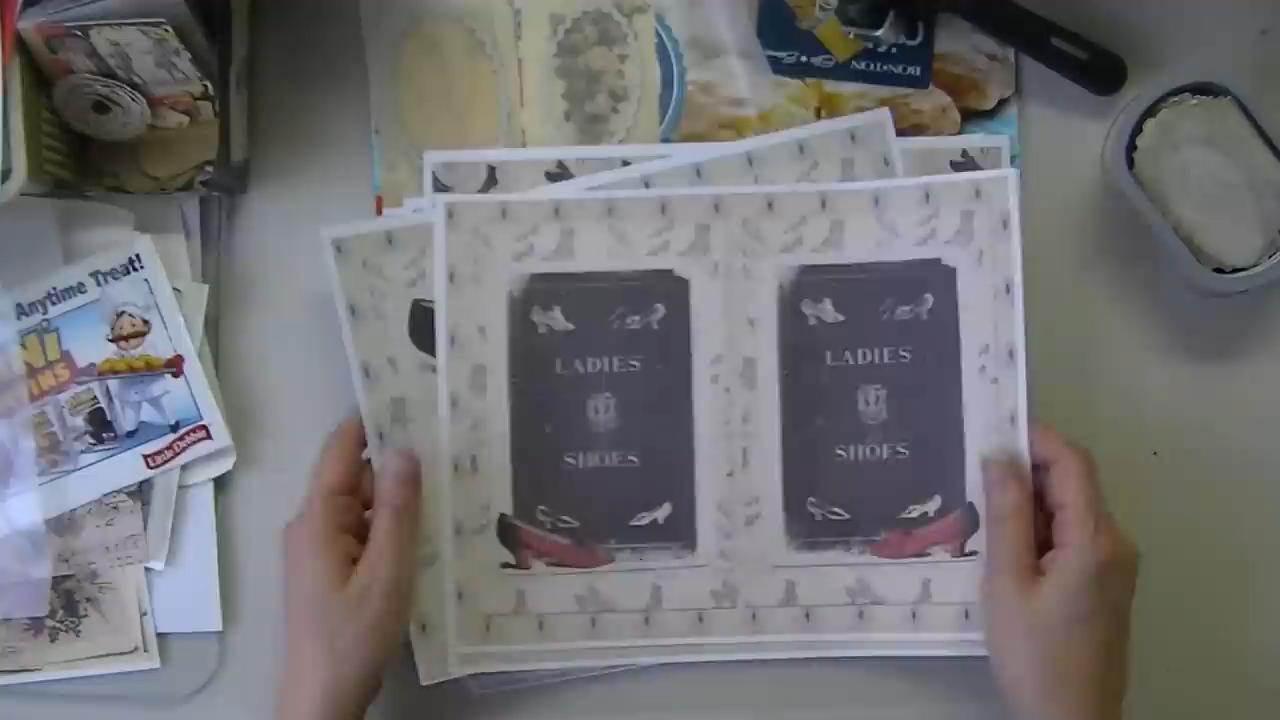 BON•TON
Anytime Treat!
Little Debbie
LADIES
SHOES
LADIES
SHOES